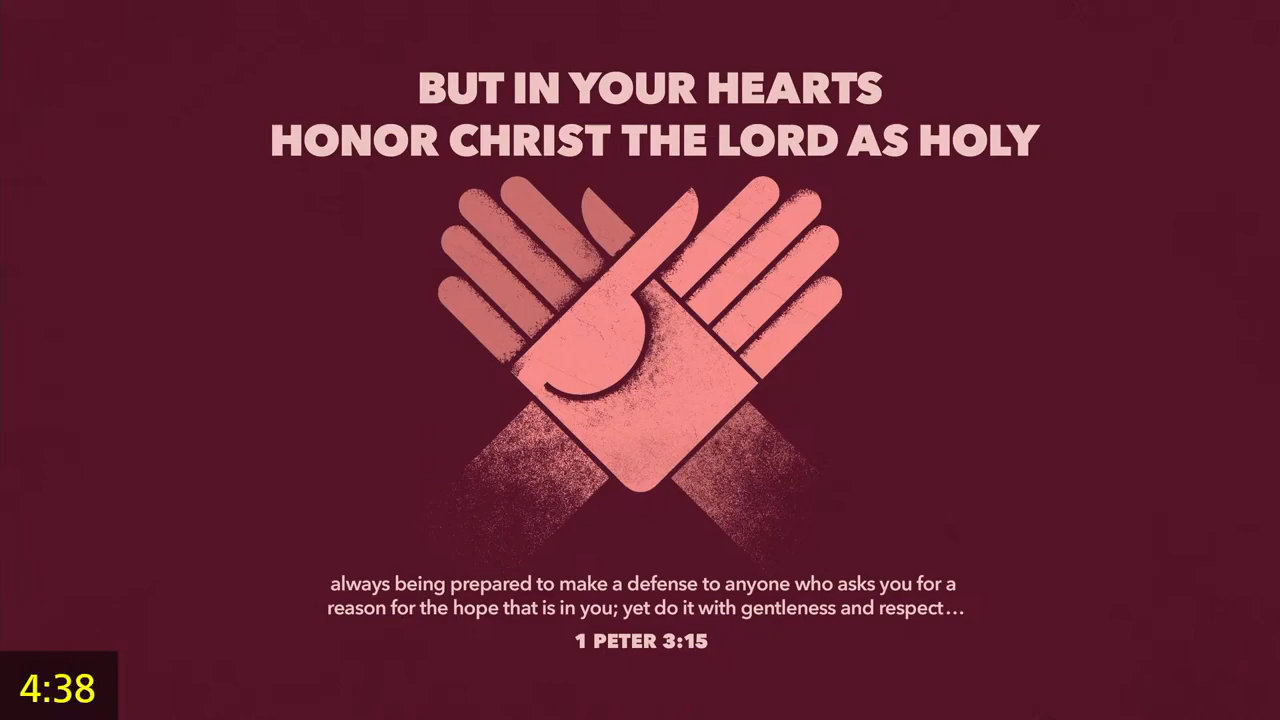 BUT IN YOUR HEARTS
HONOR CHRIST THE LORD AS HOLY
always being prepared to make a defense to anyone who asks you for a
reason for the hope that is in you; yet do it with gentleness and respect…
1 PETER 3:15
4:38